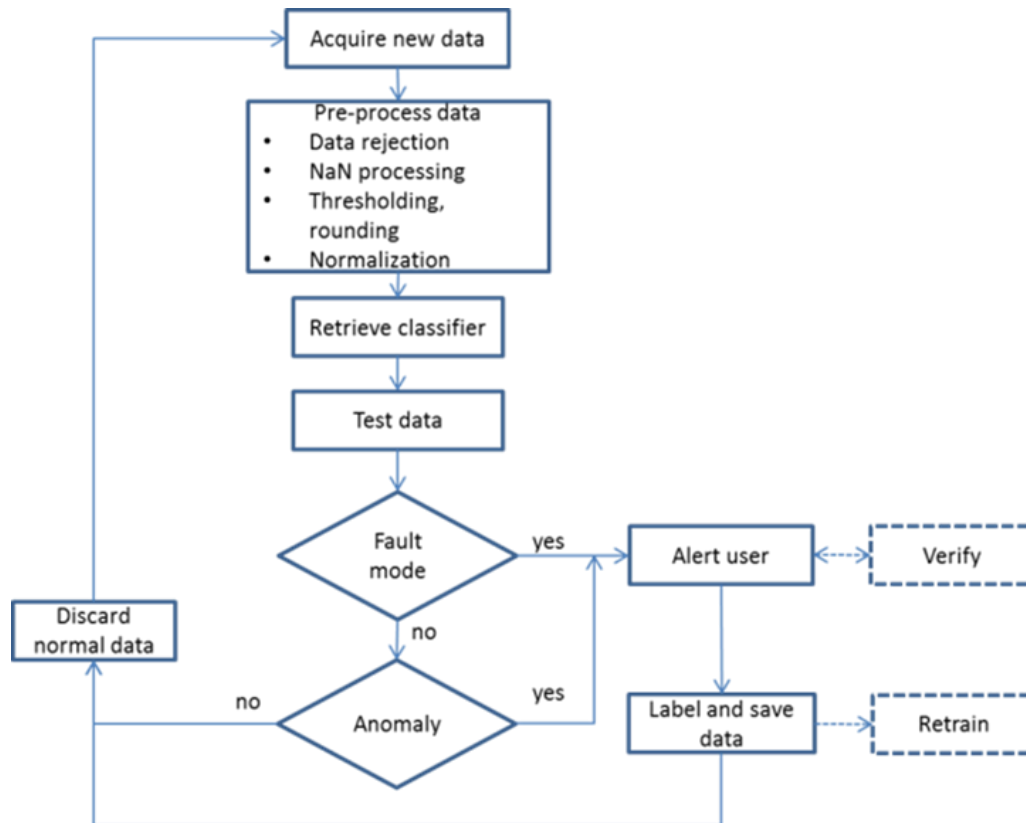 Acquire new data
Pre-process data
• Data rejection
• NaN processing
• Thresholding,
rounding
• Normalization
Retrieve classifier
Test data
Fault
mode
yes
Alert user
Verify
Discard
normal data
no
no
Anomaly
yes
Label and save
data
Retrain